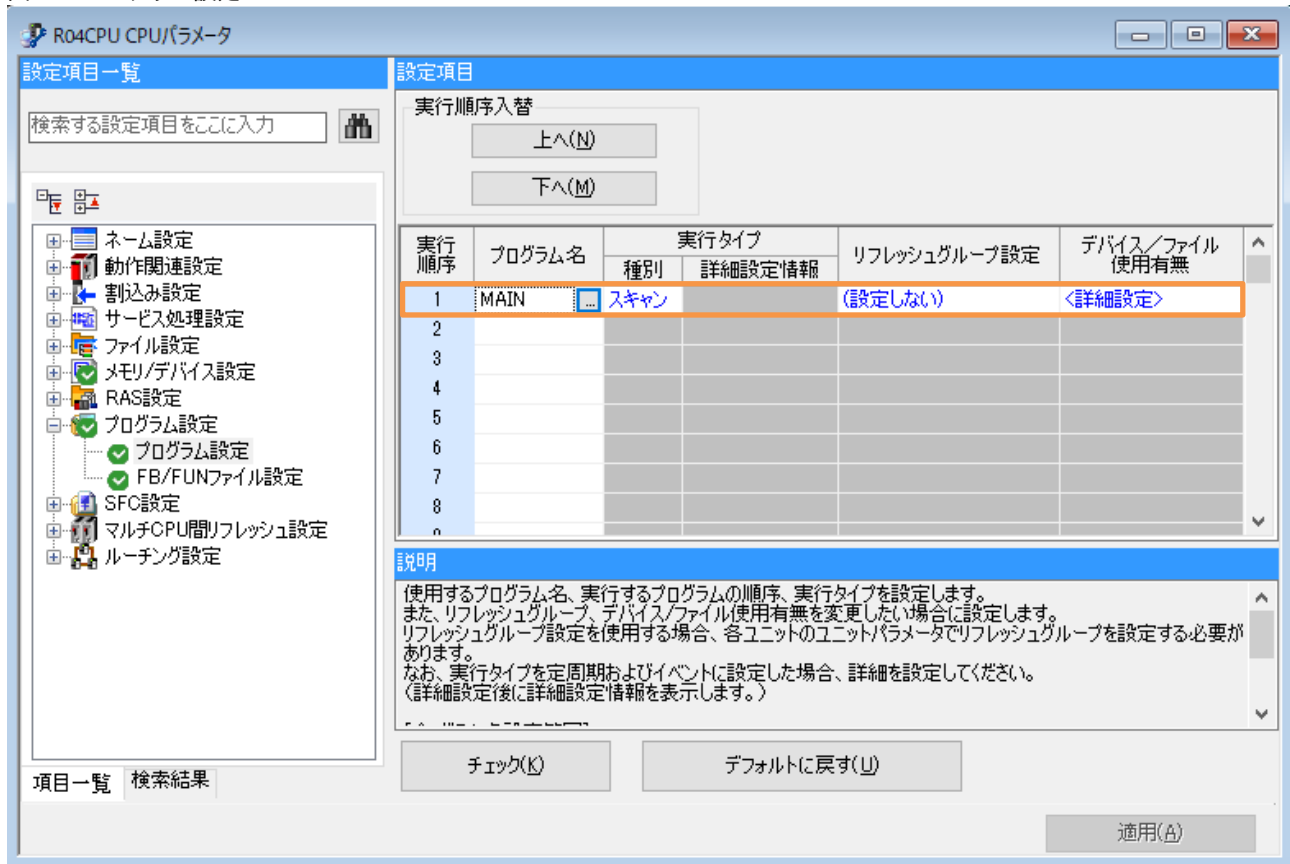 R04CPU CPUパラメータ
設定項目一覧
検索する設定項目をここに入力
ネーム設定
動作関連設定
割込み設定
サービス処理設定
ファイル設定
メモリ/デバイス設定
RAS設定
プログラム設定
プログラム設定
FB/FUNファイル設定
SFC設定
マルチCPU間リフレッシュ設定
ルーチング設定
項目一覧 検索結果
設定項目
実行順序入替
上へ(N)
下へ(M)
実行順序 プログラム名 実行タイプ リフレッシュグループ設定 デバイス／ファイル使用有無
種別 詳細設定情報
1 MAIN ... スキャン (設定しない) <詳細設定>
2
3
4
5
6
7
8
説明
使用するプログラム名、実行するプログラムの順序、実行タイプを設定します。
また、リフレッシュグループ、デバイス/ファイル使用有無を変更したい場合に設定します。
リフレッシュグループ設定を使用する場合、各ユニットのユニットパラメータでリフレッシュグループを設定する必要が
あります。
なお、実行タイプを定周期およびイベントに設定した場合、詳細を設定してください。
（詳細設定後に詳細設定情報を表示します。）
チェック(K) デフォルトに戻す(U)
適用(A)